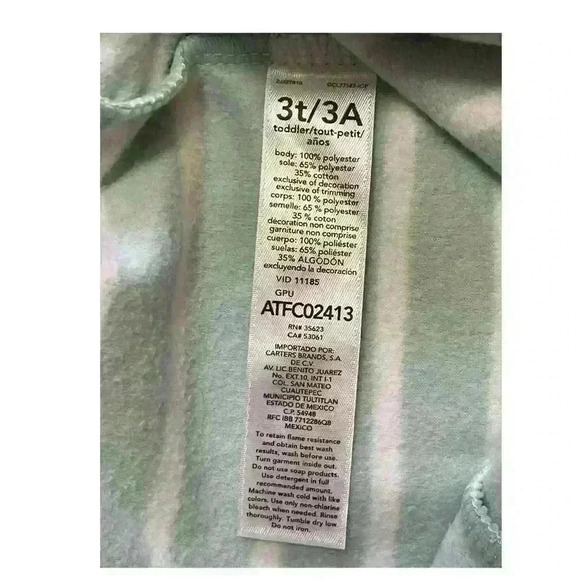 3t/3A
toddler/tout-petit/
años
body: 100% polyester
sole: 65% polyester
35% cotton
exclusive of decoration
exclusive of trimming
corps: 100 % polyester
semelle: 65 % polyester
35 % coton
décoration non comprise
garniture non comprise
cuerpo: 100% poliéster
suelas: 65% poliéster
35% ALGODÓN
excluyendo la decoración
VID 11185
GPU
ATFC02413
RN# 35623
CA# 53061
IMPORTADO POR:
CARTERS BRANDS, S.A
DE C.V
AV. LIC.BENITO JUAREZ
No. EXT.10, INT I-1
COL. SAN MATEO
CUAUTEPEC
MUNICIPIO TULTITLAN
ESTADO DE MEXICO
C.P. 54948
RFC IBB 7712286Q8
MEXICO
To retain flame resistance
and obtain best wash
results, wash before use.
Turn garment inside out.
Do not use soap products.
Use detergent in full
recommended amount.
Machine wash cold with like
colors. Use only non-chlorine
bleach when needed. Rinse
thoroughly. Tumble dry low
Do not iron.